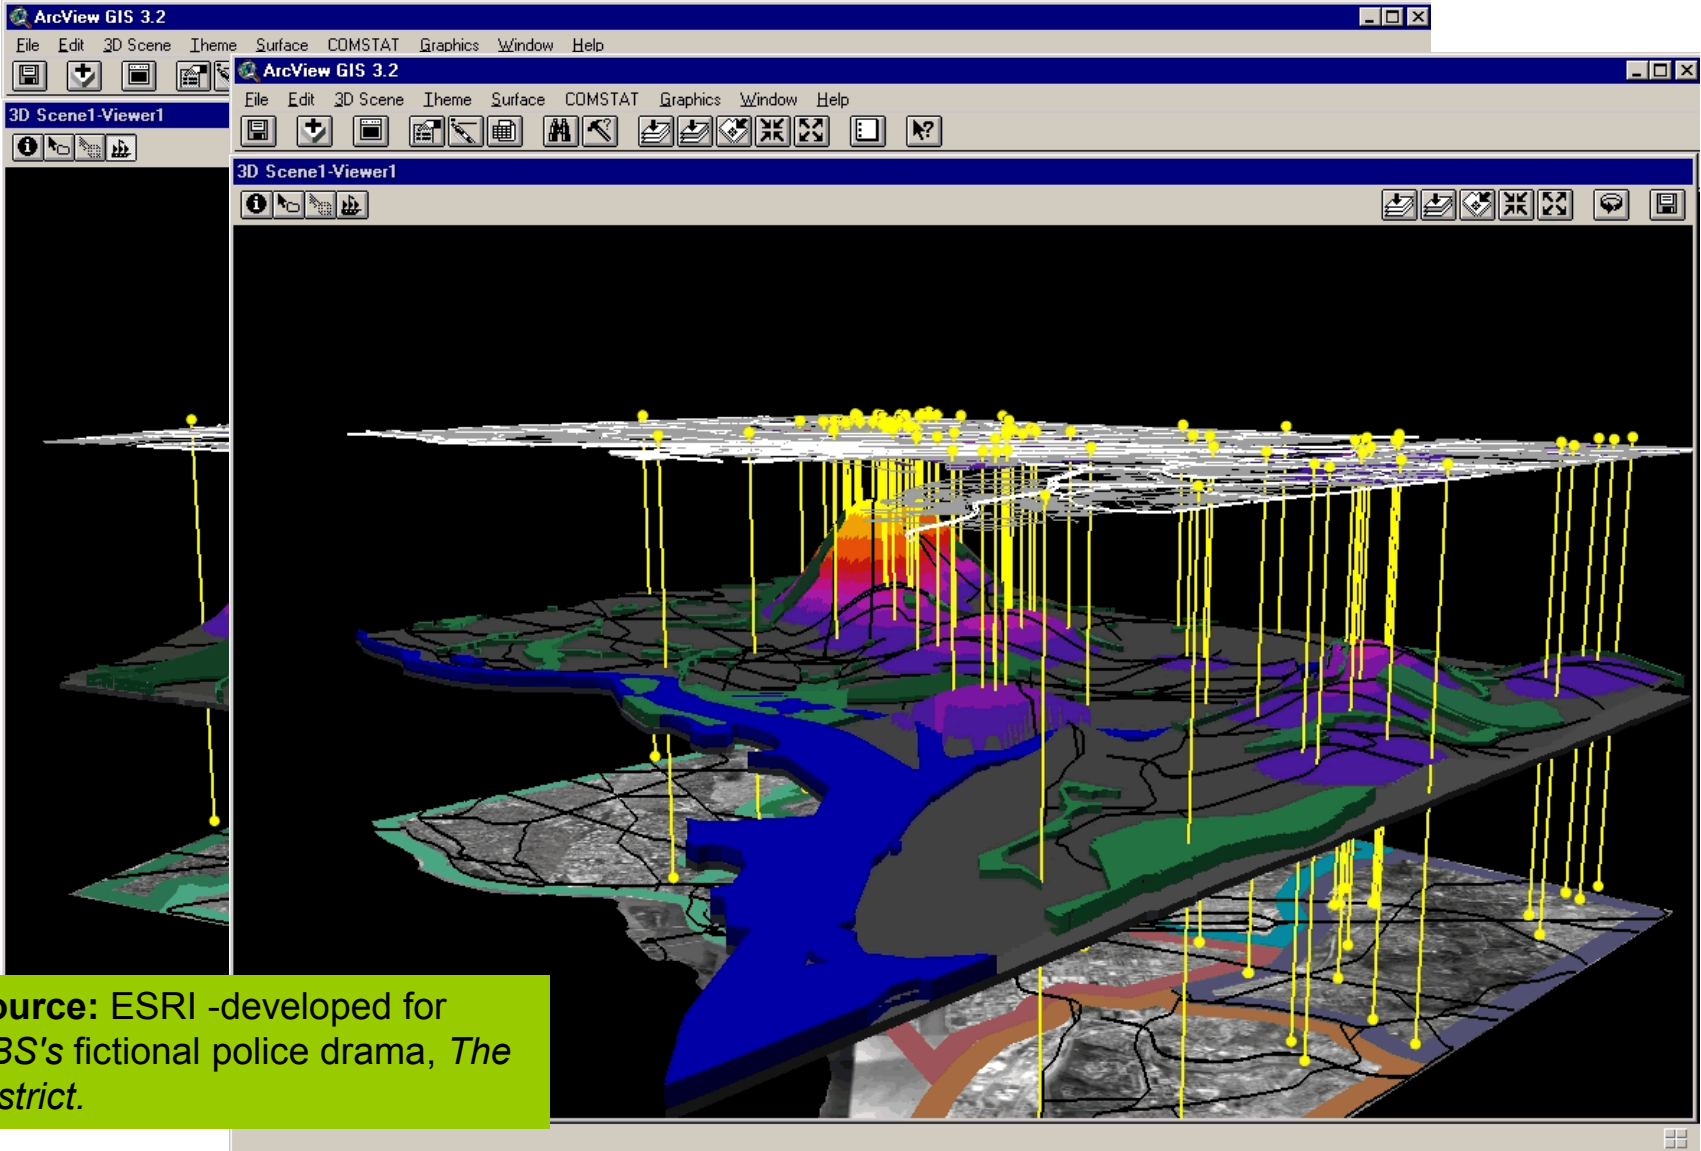 ArcView GIS 3.2
File Edit 3D Scene Theme Surface COMSTAT Graphics Window Help
3D Scene1-Viewer1
ArcView GIS 3.2
File Edit 3D Scene Theme Surface COMSTAT Graphics Window Help
3D Scene1-Viewer1
ource: ESRI -developed for
BS's fictional police drama, The
strict.